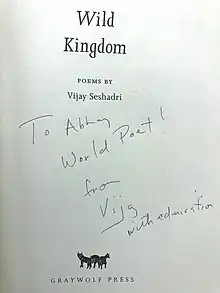 Wild
Kingdom
POEMS BY
Vijay Seshadri
To Abhay
World Poet!
from
Vijay
with admiration
GRAYWOLF PRESS